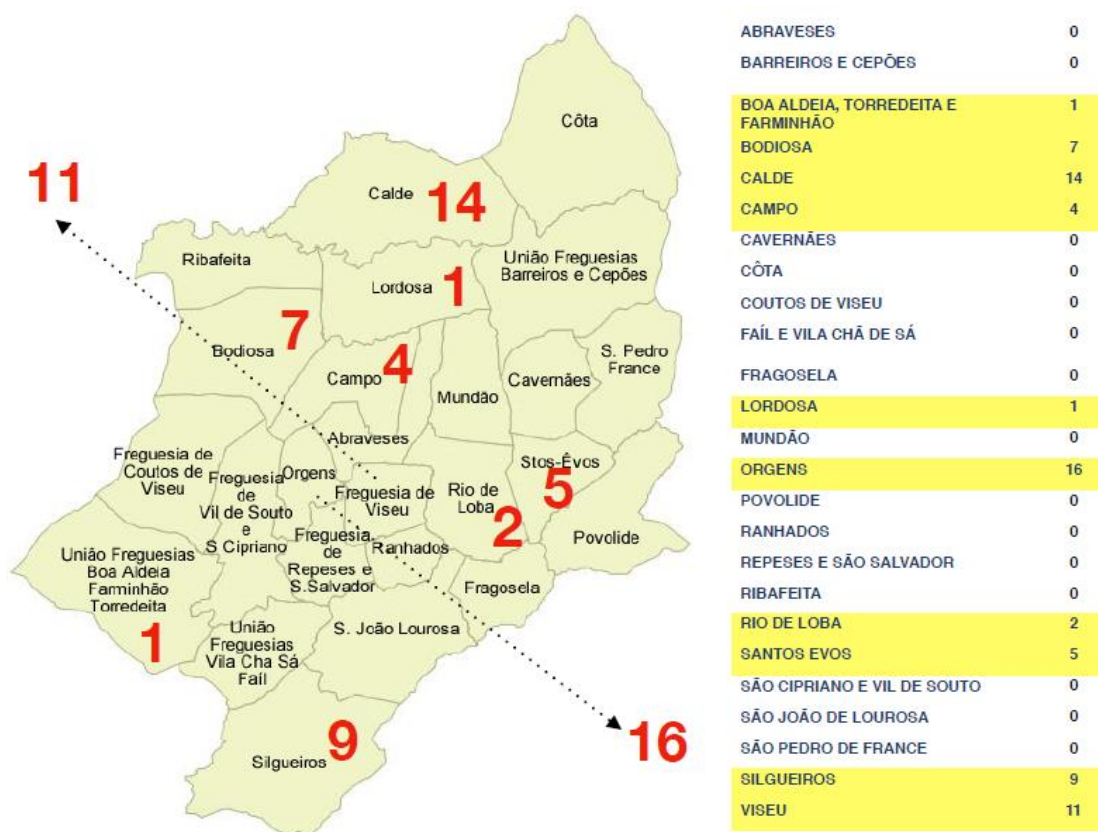 Côta
11
Calde
14
Ribafeita
União Freguesias
Barreiros e Cepões
Lordosa
1
7
Bodiosa
4
Campo
S. Pedro
France
Cavernães
Mundão
Abraveses
Freguesia de
Coutos de
Viseu
Orgens
Freguesia
de
Vil de Souto
e
S Cipriano
Freguesia de
Viseu
Rio de
Loba
2
Stos-Êvos
5
Povolide
Freguesia
de
Repeses e
S.Salvador
Ranhados
Fragosela
União Freguesias
Boa Aldeia
Farminhão
Torredeita
1
União
Freguesias
Vila Cha Sá
Faíl
S. João Lourosa
16
9
Silgueiros
ABRAVESES 0
BARREIROS E CEPÕES 0
BOA ALDEIA, TORREDEITA E 1
FARMINHÃO
BODIOSA 7
CALDE 14
CAMPO 4
CAVERNÃES 0
CÔTA 0
COUTOS DE VISEU 0
FAÍL E VILA CHÃ DE SÁ 0
FRAGOSELA 0
LORDOSA 1
MUNDÃO 0
ORGENS 16
POVOLIDE 0
RANHADOS 0
REPESES E SÃO SALVADOR 0
RIBAFEITA 0
RIO DE LOBA 2
SANTOS EVOS 5
SÃO CIPRIANO E VIL DE SOUTO 0
SÃO JOÃO DE LOUROSA 0
SÃO PEDRO DE FRANCE 0
SILGUEIROS 9
VISEU 11